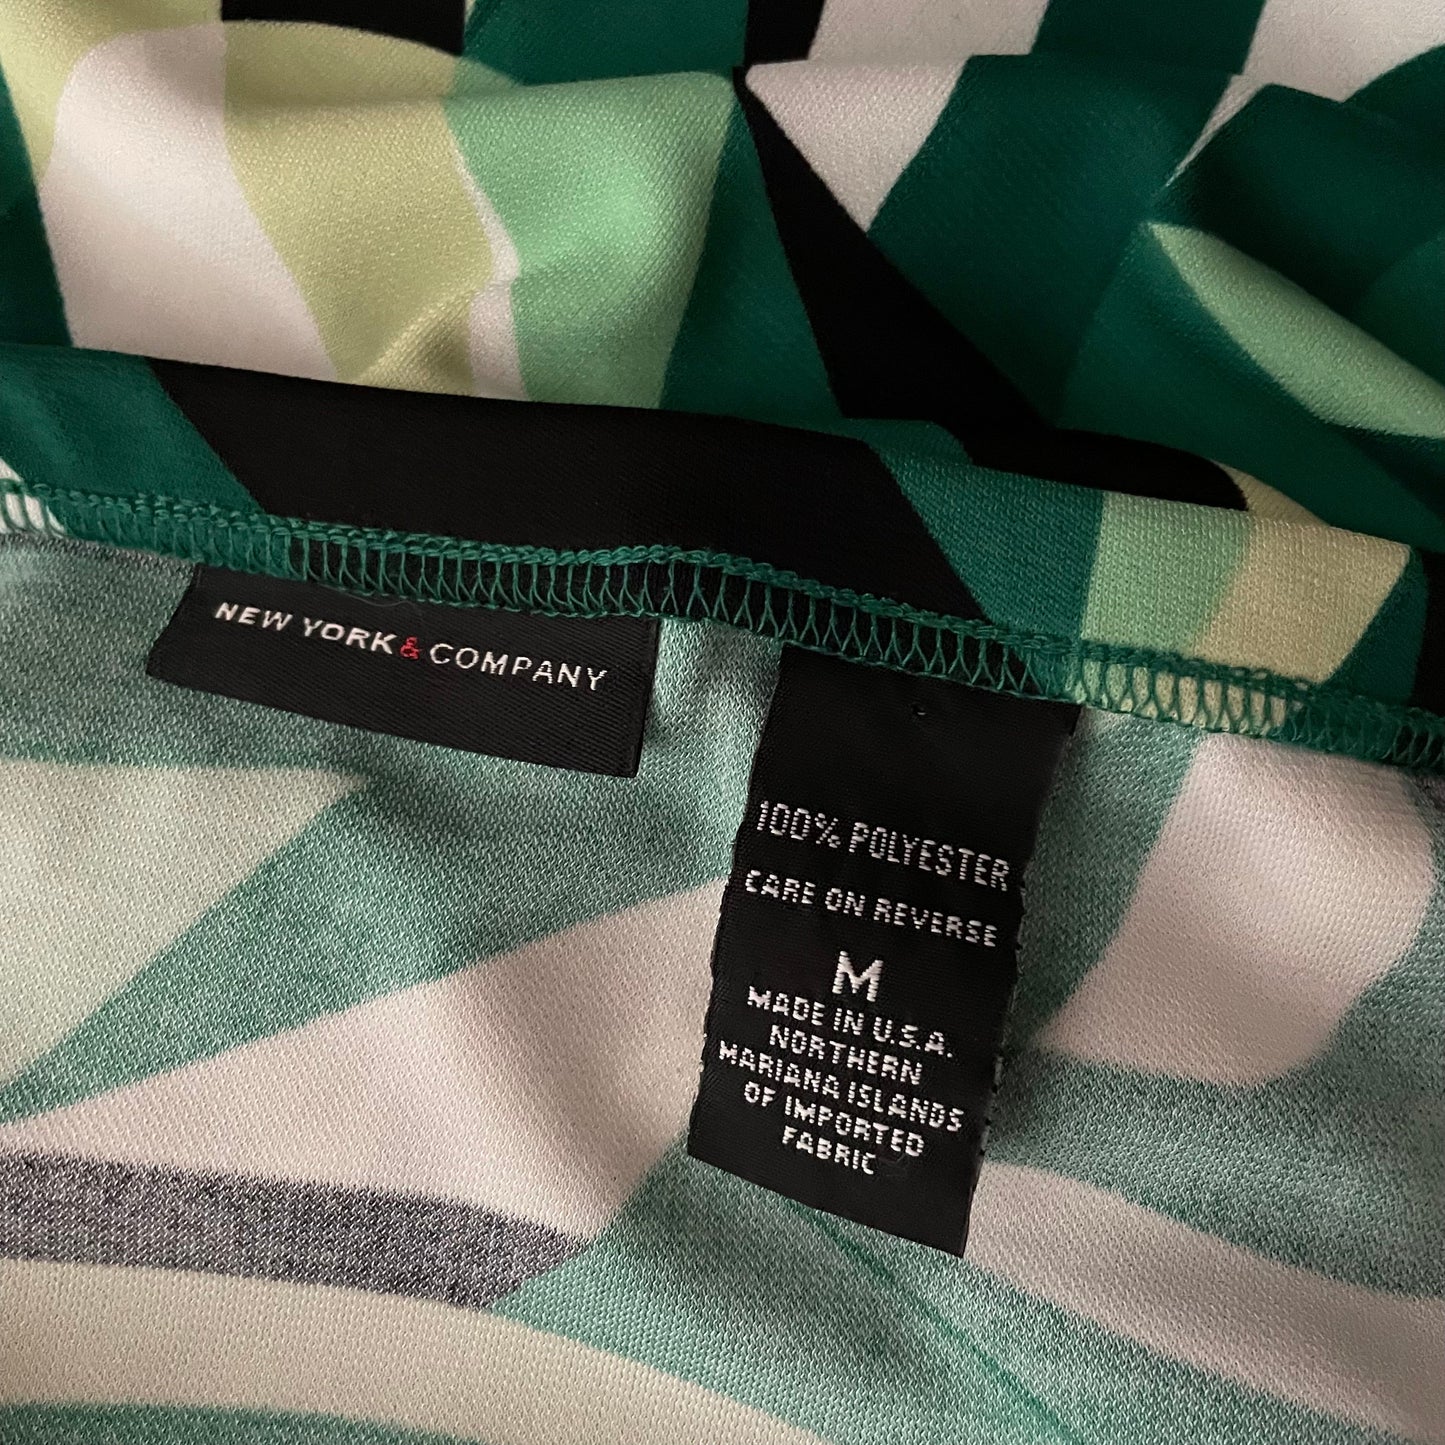 NEW YORK & COMPANY
100% POLYESTER
CARE ON REVERSE
M
MADE IN U.S.A.
NORTHERN
MARIANA ISLANDS
OF IMPORTED
FABRIC